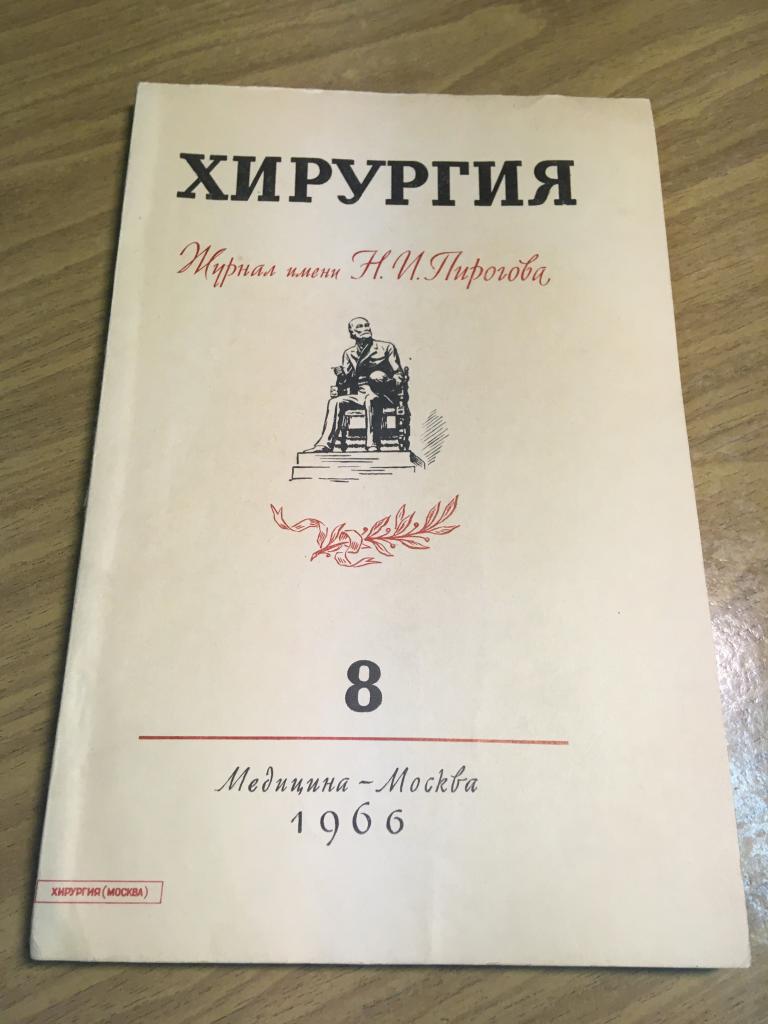 ХИРУРГИЯ
Журнал имени Н. И. Пирогова
8
Медицина – Москва
1966
ХИРУРГИЯ (МОСКВА)